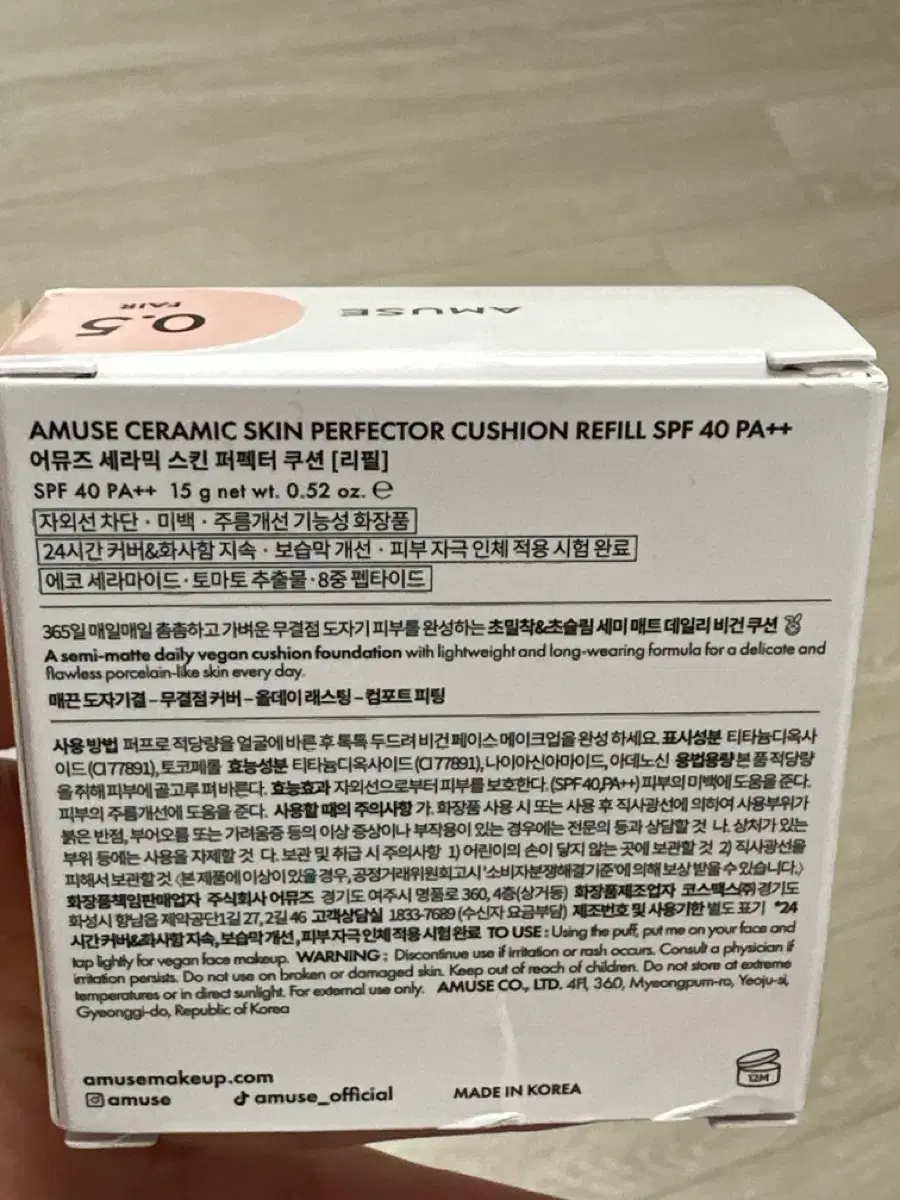 0.5
FAIR
AMUSE
AMUSE CERAMIC SKIN PERFECTOR CUSHION REFILL SPF 40 PA++
어뮤즈 세라믹 스킨 퍼펙터 쿠션 [리필]
SPF 40 PA++ 15 g net wt. 0.52 oz. ℮
자외선 차단 · 미백 · 주름개선 기능성 화장품
24시간 커버&화사함 지속 · 보습막 개선 · 피부 자극 인체 적용 시험 완료
에코 세라마이드 · 토마토 추출물 · 8중 펩타이드
365일 매일매일 촘촘하고 가벼운 무결점 도자기 피부를 완성하는 초밀착&초슬림 세미 매트 데일리 비건 쿠션
A semi-matte daily vegan cushion foundation with lightweight and long-wearing formula for a delicate and
flawless porcelain-like skin every day.
매끈 도자기결 – 무결점 커버 – 올데이 래스팅 – 컴포트 피팅
사용 방법 퍼프로 적당량을 얼굴에 바른 후 톡톡 두드려 비건 페이스 메이크업을 완성 하세요. 표시성분 티타늄디옥사
이드(CI 77891), 토코페롤 효능성분 티타늄디옥사이드(CI 77891), 나이아신아마이드, 아데노신 용법용량 본 품 적당량
을 취해 피부에 골고루 펴 바른다. 효능효과 자외선으로부터 피부를 보호한다. (SPF40,PA++) 피부의 미백에 도움을 준다.
피부의 주름개선에 도움을 준다. 사용할 때의 주의사항 가. 화장품 사용 시 또는 사용 후 직사광선에 의하여 사용부위가
붉은 반점, 부어오름 또는 가려움증 등의 이상 증상이나 부작용이 있는 경우에는 전문의 등과 상담할 것 나. 상처가 있는
부위 등에는 사용을 자제할 것 다. 보관 및 취급 시 주의사항 1) 어린이의 손이 닿지 않는 곳에 보관할 것 2) 직사광선을
피해서 보관할 것 <본 제품에 이상이 있을 경우, 공정거래위원회 고시 '소비자분쟁해결기준'에 의해 보상 받을 수 있습니다.>
화장품책임판매업자 주식회사 어뮤즈 경기도 여주시 명품로 360, 4층(상거동) 화장품제조업자 코스맥스㈜ 경기도
화성시 향남읍 제약공단1길 27, 2길 46 고객상담실 1833-7689 (수신자 요금부담) 제조번호 및 사용기한 별도 표기 *24
시간 커버&화사함 지속, 보습막 개선, 피부 자극 인체 적용 시험 완료 TO USE : Using the puff, put me on your face and
tap lightly for vegan face makeup. WARNING : Discontinue use if irritation or rash occurs. Consult a physician if
irritation persists. Do not use on broken or damaged skin. Keep out of reach of children. Do not store at extreme
temperatures or in direct sunlight. For external use only. AMUSE CO., LTD. 4Fl, 360, Myeongpum-ro, Yeoju-si,
Gyeonggi-do, Republic of Korea
amusemakeup.com
amuse
amuse_official
MADE IN KOREA
12M